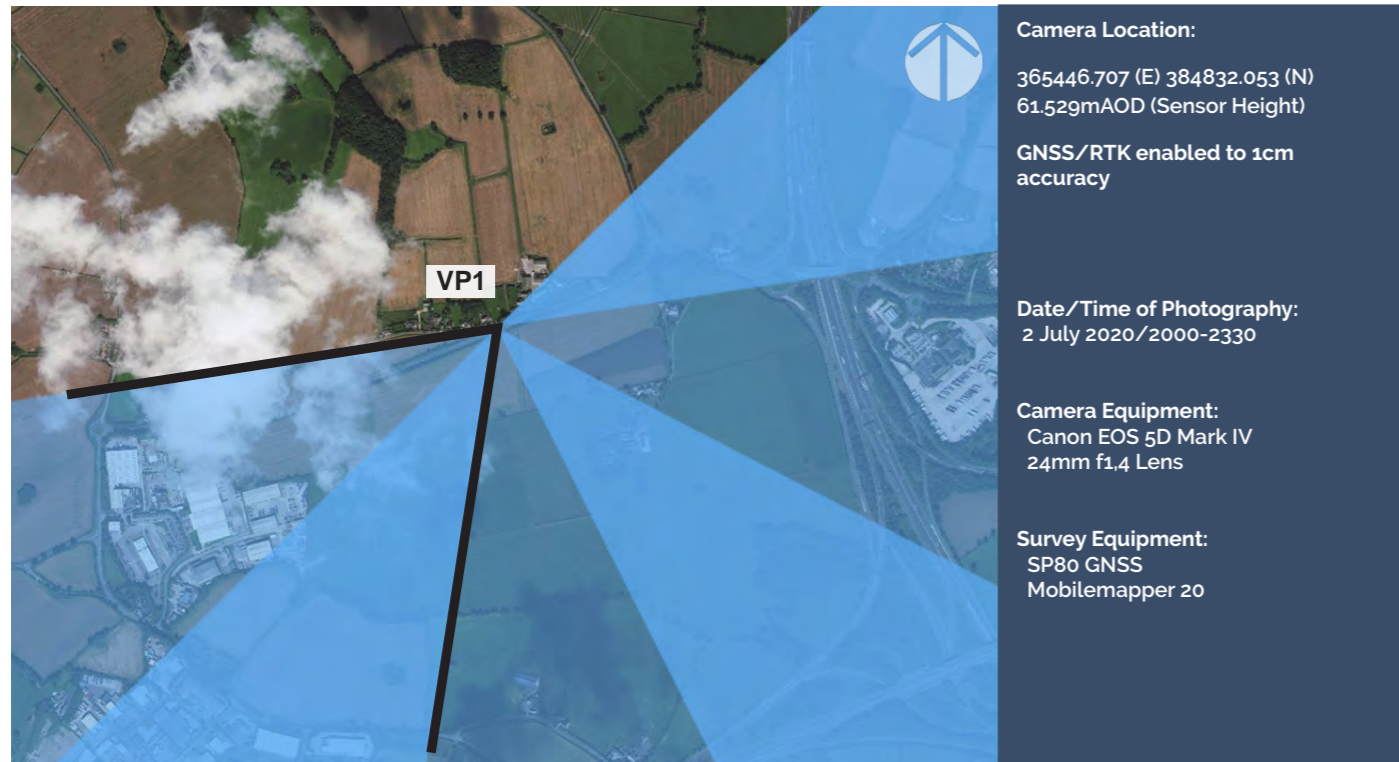 VP1
Camera Location:
365446.707 (E) 384832.053 (N)
61.529mAOD (Sensor Height)
GNSS/RTK enabled to 1cm
accuracy
Date/Time of Photography:
2 July 2020/2000-2330
Camera Equipment:
Canon EOS 5D Mark IV
24mm f1,4 Lens
Survey Equipment:
SP80 GNSS
Mobilemapper 20